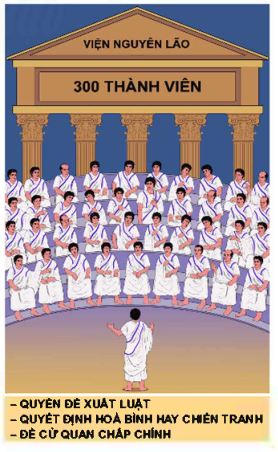 VIỆN NGUYÊN LÃO
300 THÀNH VIÊN
– QUYỀN ĐỀ XUẤT LUẬT
– QUYẾT ĐỊNH HOÀ BÌNH HAY CHIẾN TRANH
– ĐỀ CỬ QUAN CHẤP CHÍNH